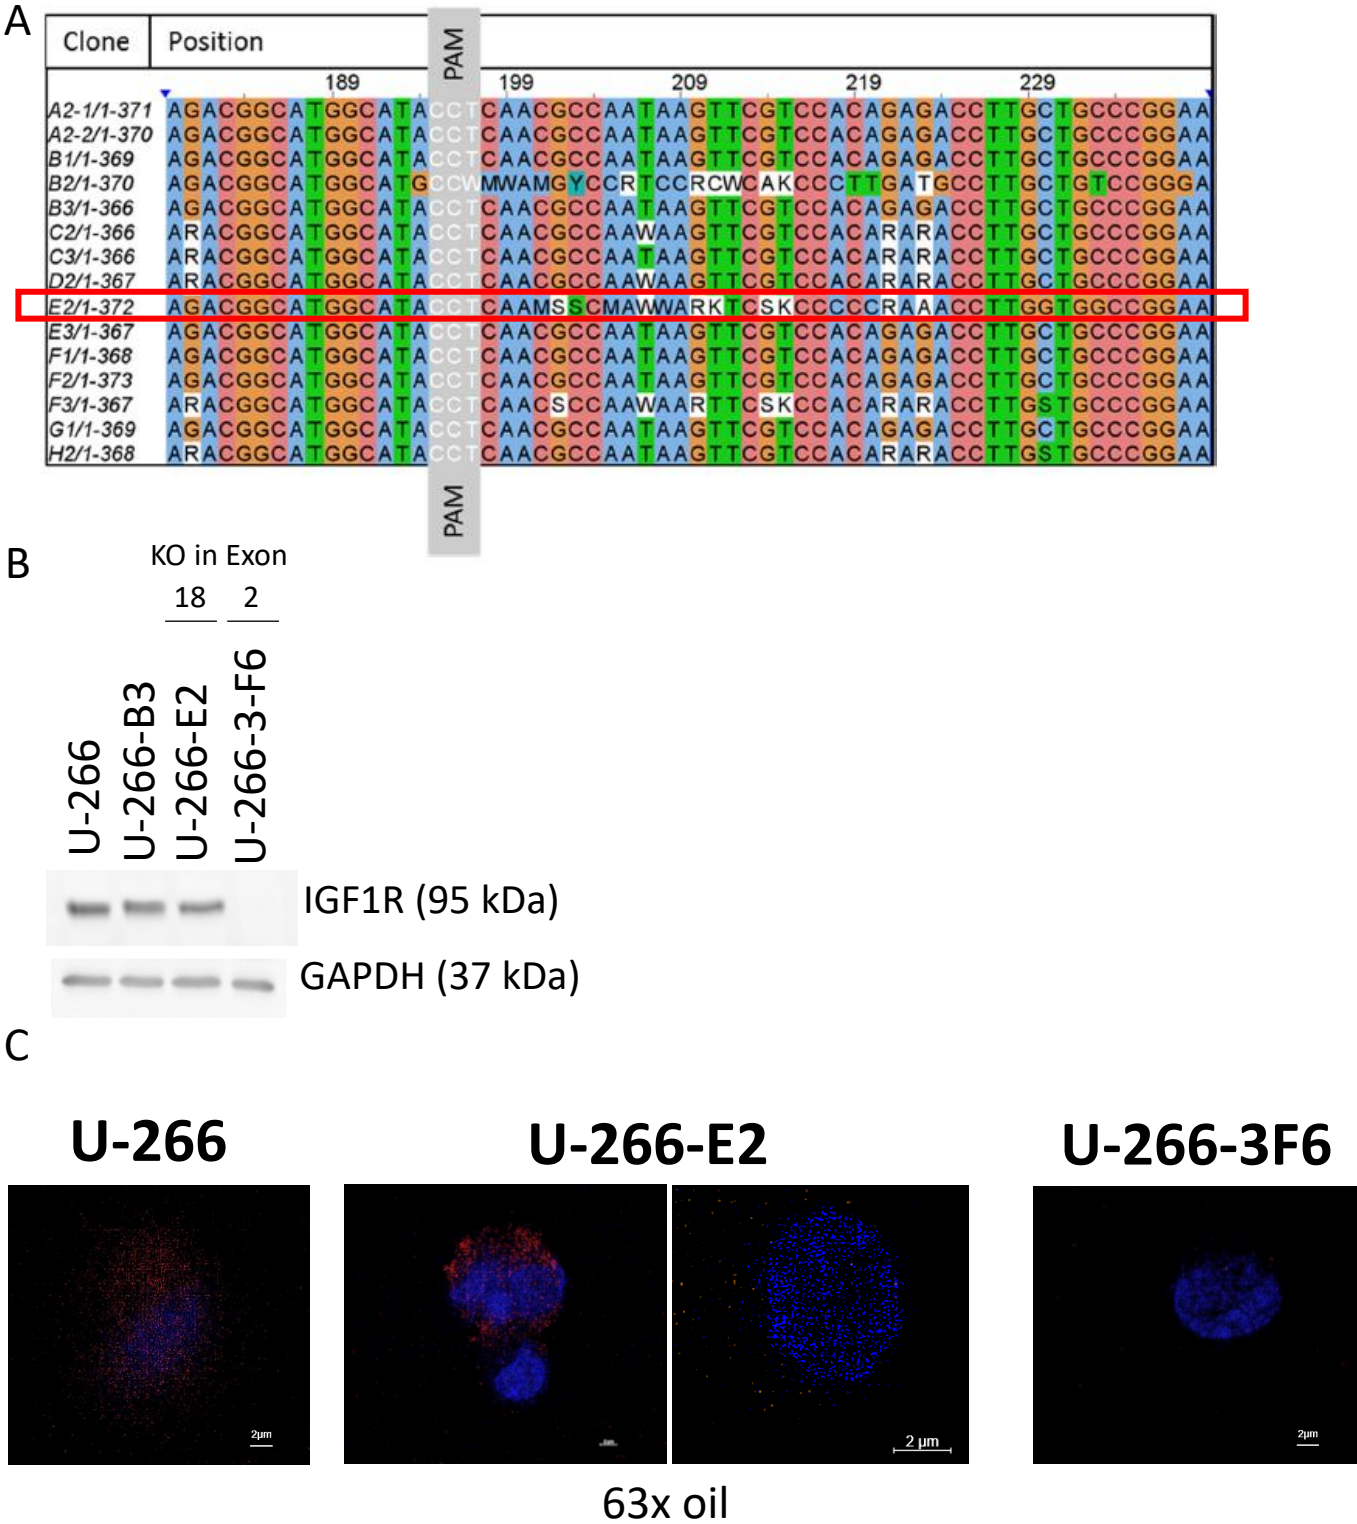 A
Clone Position
PAM
189 199 209 219 229
A2-1/1-371 AGACGGCATGGCATACCTCAACGCCAATAAGTTCGTCCACAGAGACCTTGCTGCCCGGAA
A2-2/1-370 AGACGGCATGGCATACCTCAACGCCAATAAGTTCGTCCACAGAGACCTTGCTGCCCGGAA
B1/1-369 AGACGGCATGGCATACCTCAACGCCAATAAGTTCGTCCACAGAGACCTTGCTGCCCGGAA
B2/1-370 AGACGGCATGGCATGCCWMWAMGYCCRTCCRCWCAKCCCTTGATGCCTTGCTGTCCGGGA
B3/1-366 AGACGGCATGGCATACCTCAACGCCAATAAGTTCGTCCACAGAGACCTTGCTGCCCGGAA
C2/1-366 ARACGGCATGGCATACCTCAACGCCAAWAAGTTCGTCCACARARACCTTGCTGCCCGGAA
C3/1-366 ARACGGCATGGCATACCTCAACGCCAATAAGTTCGTCCACARARACCTTGCTGCCCGGAA
D2/1-367 ARACGGCATGGCATACCTCAACGCCAAWAAGTTCGTCCACARARACCTTGCTGCCCGGAA
E2/1-372 AGACGGCATGGCATACCTCAAMSSCMAWWARKTCSKCCCCCRAAACCTTGGTGGCCGGAA
E3/1-367 AGACGGCATGGCATACCTCAACGCCAATAAGTTCGTCCACAGAGACCTTGCTGCCCGGAA
F1/1-368 AGACGGCATGGCATACCTCAACGCCAATAAGTTCGTCCACAGAGACCTTGCTGCCCGGAA
F2/1-373 AGACGGCATGGCATACCTCAACGCCAATAAGTTCGTCCACAGAGACCTTGCTGCCCGGAA
F3/1-367 ARACGGCATGGCATACCTCAACSCCAAWAARTTCSKCCACARARACCTTGSTGCCCGGAA
G1/1-369 AGACGGCATGGCATACCTCAACGCCAATAAGTTCGTCCACAGAGACCTTGCTGCCCGGAA
H2/1-368 ARACGGCATGGCATACCTCAACGCCAATAAGTTCGTCCACARARACCTTGSTGCCCGGAA
PAM
B
KO in Exon
18 2
U-266
U-266-B3
U-266-E2
U-266-3-F6
IGF1R (95 kDa)
GAPDH (37 kDa)
C
U-266
U-266-E2
U-266-3F6
2µm
2 µm
2µm
63x oil